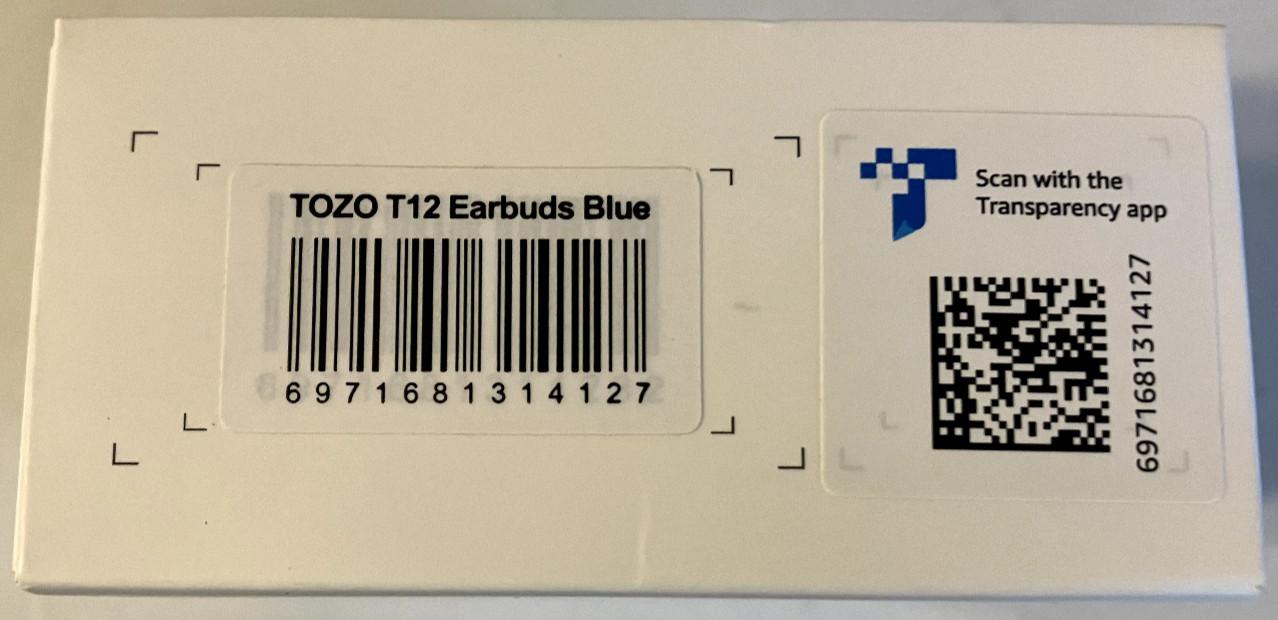 TOZO T12 Earbuds Blue
6971681314127
Scan with the
Transparency app
6971681314127